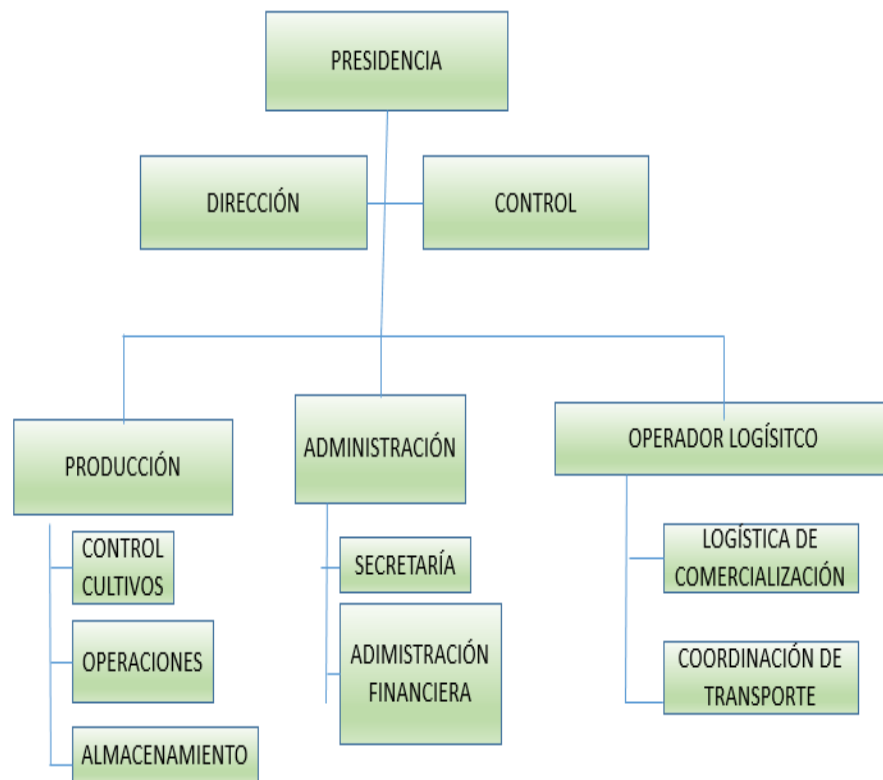 PRESIDENCIA
DIRECCIÓN
CONTROL
PRODUCCIÓN
CONTROL
CULTIVOS
OPERACIONES
ALMACENAMIENTO
ADMINISTRACIÓN
SECRETARÍA
ADIMISTRACIÓN
FINANCIERA
OPERADOR LOGÍSITCO
LOGÍSTICA DE
COMERCIALIZACIÓN
COORDINACIÓN DE
TRANSPORTE